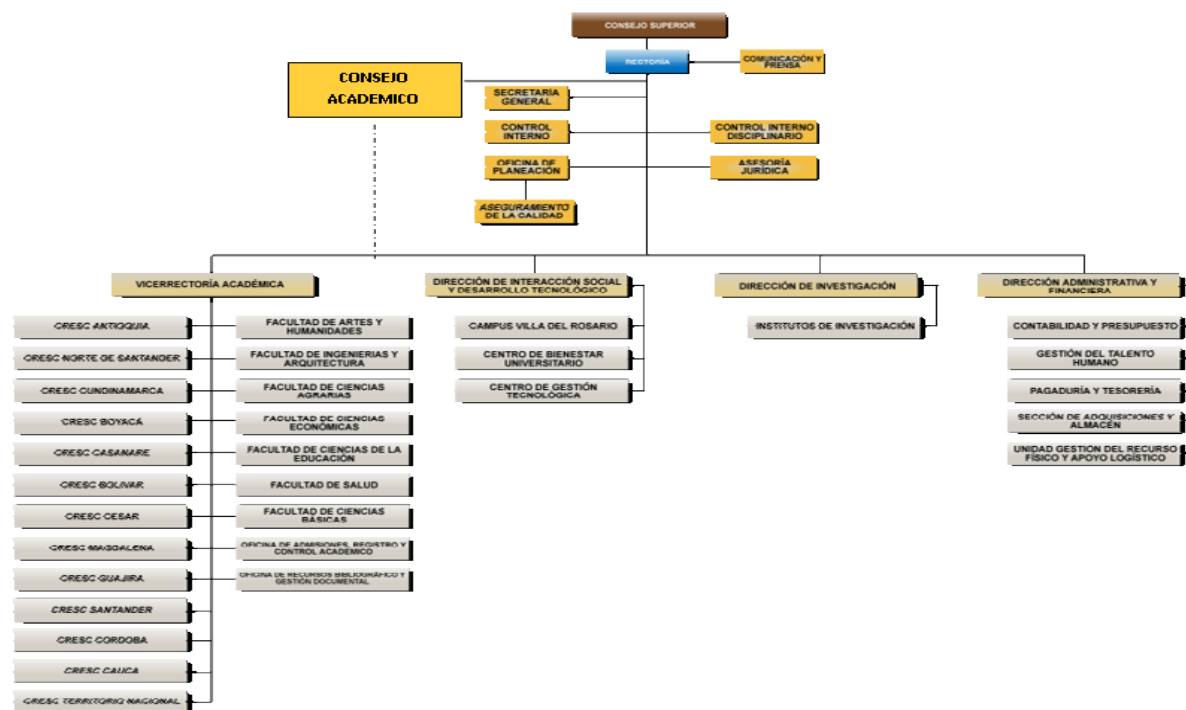 CONSEJO SUPERIOR
RECTORÍA
COMUNICACIÓN Y
PRENSA
CONSEJO
ACADEMICO
SECRETARÍA
GENERAL
CONTROL
INTERNO
CONTROL INTERNO
DISCIPLINARIO
OFICINA DE
PLANEACIÓN
ASESORÍA
JURÍDICA
ASEGURAMIENTO
DE LA CALIDAD
VICERRECTORÍA ACADÉMICA
DIRECCIÓN DE INTERACCIÓN SOCIAL
Y DESARROLLO TECNOLÓGICO
DIRECCIÓN DE INVESTIGACIÓN
DIRECCIÓN ADMINISTRATIVA Y
FINANCIERA
CRESC ANTIOQUIA
CRESC NORTE DE SANTANDER
CRESC CUNDINAMARCA
CRESC BOYACÁ
CRESC CASANARE
CRESC BOLIVAR
CRESC CESAR
CRESC MAGDALENA
CRESC GUAJIRA
CRESC SANTANDER
CRESC CORDOBA
CRESC CAUCA
CRESC TERRITORIO NACIONAL
FACULTAD DE ARTES Y
HUMANIDADES
FACULTAD DE INGENIERIAS Y
ARQUITECTURA
FACULTAD DE CIENCIAS
AGRARIAS
FACULTAD DE CIENCIAS
ECONÓMICAS
FACULTAD DE CIENCIAS DE LA
EDUCACIÓN
FACULTAD DE SALUD
FACULTAD DE CIENCIAS
BÁSICAS
OFICINA DE ADMISIONES, REGISTRO Y
CONTROL ACADEMICO
OFICINA DE RECURSOS BIBLIOGRÁFICO Y
GESTIÓN DOCUMENTAL
CAMPUS VILLA DEL ROSARIO
CENTRO DE BIENESTAR
UNIVERSITARIO
CENTRO DE GESTIÓN
TECNOLÓGICA
INSTITUTOS DE INVESTIGACIÓN
CONTABILIDAD Y PRESUPUESTO
GESTIÓN DEL TALENTO
HUMANO
PAGADURÍA Y TESORERÍA
SECCIÓN DE ADQUISICIONES Y
ALMACÉN
UNIDAD GESTIÓN DEL RECURSO
FÍSICO Y APOYO LOGÍSTICO